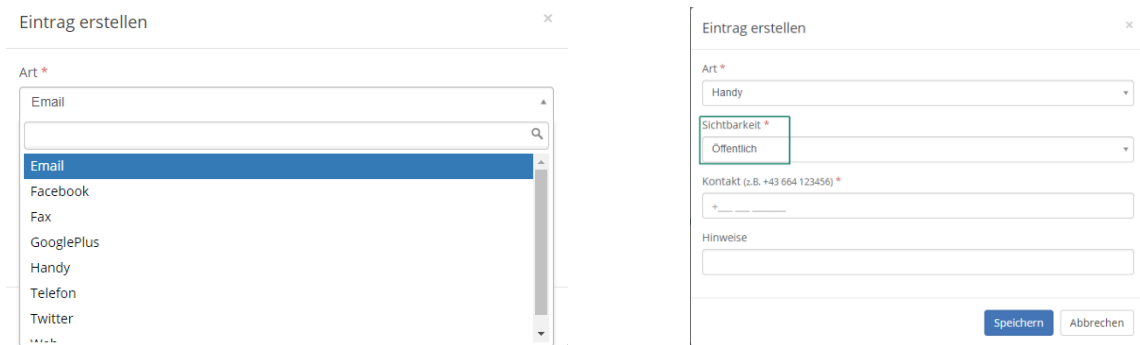 Eintrag erstellen
×
Art *
Email
Email
Facebook
Fax
GooglePlus
Handy
Telefon
Twitter
Eintrag erstellen
×
Art *
Handy
Sichtbarkeit *
Öffentlich
Kontakt (z.B. +43 664 123456) *
+__ ___ ______
Hinweise
Speichern Abbrechen